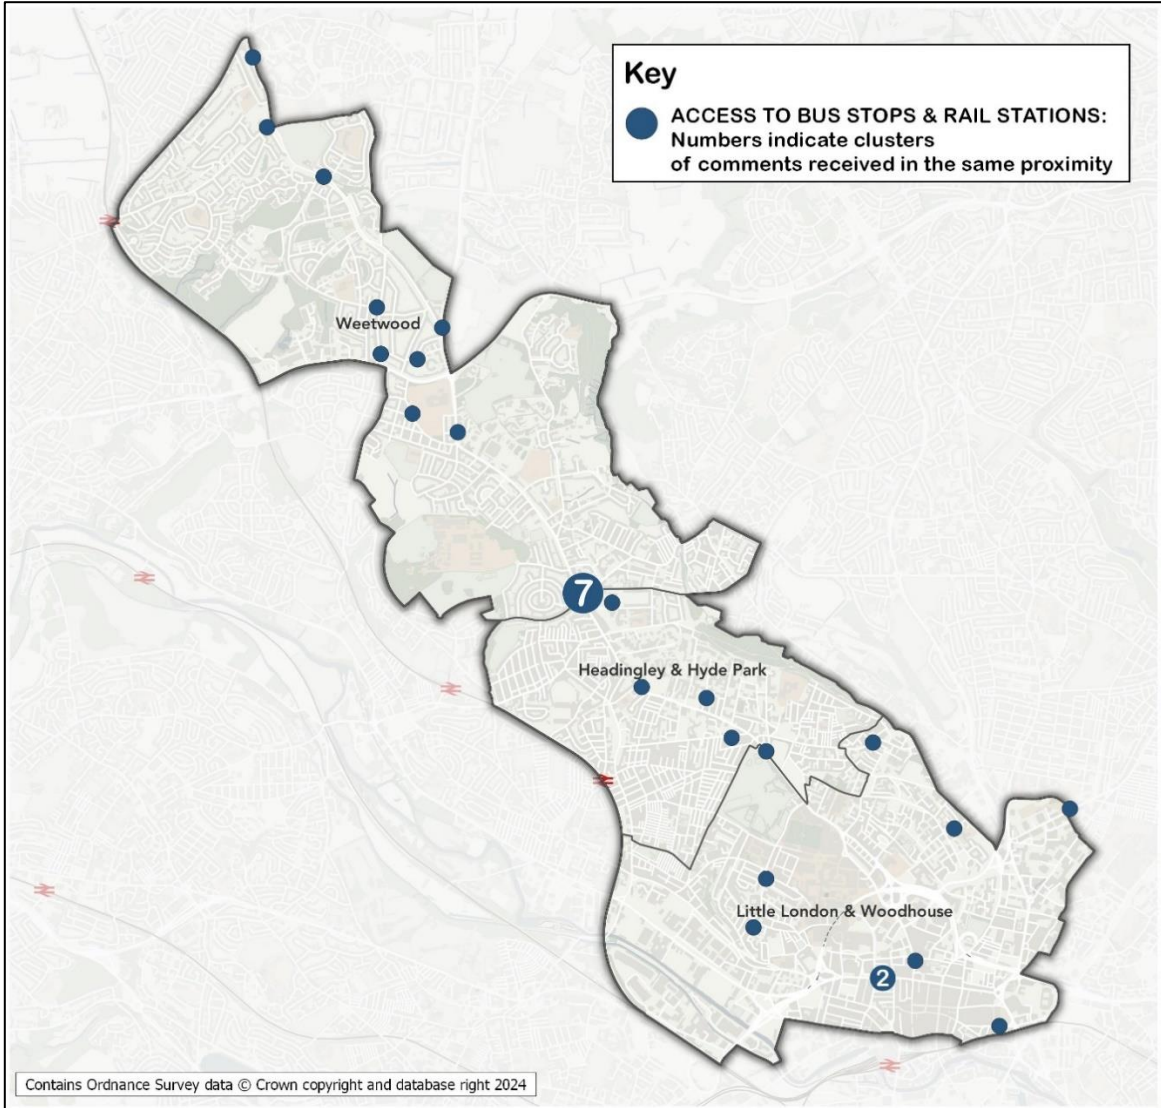 Key
ACCESS TO BUS STOPS & RAIL STATIONS:
Numbers indicate clusters
of comments received in the same proximity
Weetwood
7
Headingley & Hyde Park
Little London & Woodhouse
2
Contains Ordnance Survey data © Crown copyright and database right 2024